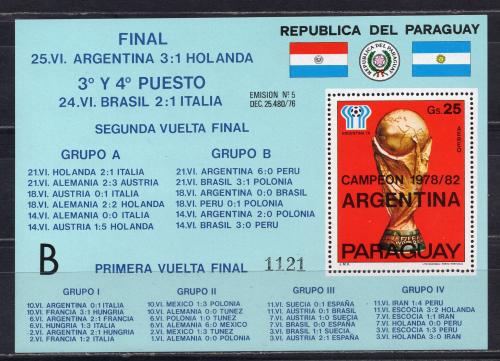 FINAL
25.VI. ARGENTINA 3:1 HOLANDA
3º Y 4º PUESTO
24.VI. BRASIL 2:1 ITALIA
REPUBLICA DEL PARAGUAY
EMISION Nº 5
DEC. 25.480/76
SEGUNDA VUELTA FINAL
GRUPO A
21.VI. HOLANDA 2:1 ITALIA
21.VI. ALEMANIA 2:3 AUSTRIA
18.VI. AUSTRIA 0:1 ITALIA
18.VI. ALEMANIA 2:2 HOLANDA
14.VI. ALEMANIA 0:0 ITALIA
14.VI. AUSTRIA 1:5 HOLANDA
GRUPO B
21.VI. ARGENTINA 6:0 PERU
21.VI. BRASIL 3:1 POLONIA
18.VI. ARGENTINA 0:0 BRASIL
18.VI. PERU 0:1 POLONIA
14.VI. ARGENTINA 2:0 POLONIA
14.VI. BRASIL 3:0 PERU
Gs. 25
AEREO
ARGENTINA 78
CAMPEON 1978/82
ARGENTINA
PARAGUAY
B
PRIMERA VUELTA FINAL
1121
GRUPO I
10.VI. ARGENTINA 0:1 ITALIA
10.VI. FRANCIA 3:1 HUNGRIA
6.VI. ARGENTINA 2:1 FRANCIA
6.VI. HUNGRIA 1:3 ITALIA
2.VI. ARGENTINA 2:1 HUNGRIA
2.VI. FRANCIA 1:2 ITALIA
GRUPO II
10.VI. MEXICO 1:3 POLONIA
10.VI. ALEMANIA 0:0 TUNEZ
6.VI. POLONIA 1:0 TUNEZ
6.VI. ALEMANIA 6:0 MEXICO
2.VI. MEXICO 1:3 TUNEZ
1.VI. ALEMANIA 0:0 POLONIA
GRUPO III
11.VI. SUECIA 0:1 ESPAÑA
11.VI. AUSTRIA 0:1 BRASIL
7.VI. AUSTRIA 1:0 SUECIA
7.VI. BRASIL 0:0 ESPAÑA
3.VI. BRASIL 1:1 SUECIA
3.VI. AUSTRIA 2:1 ESPAÑA
GRUPO IV
11.VI. IRAN 1:4 PERU
11.VI. ESCOCIA 3:2 HOLANDA
7.VI. ESCOCIA 1:1 IRAN
7.VI. HOLANDA 0:0 PERU
3.VI. ESCOCIA 1:3 PERU
3.VI. HOLANDA 3:0 IRAN